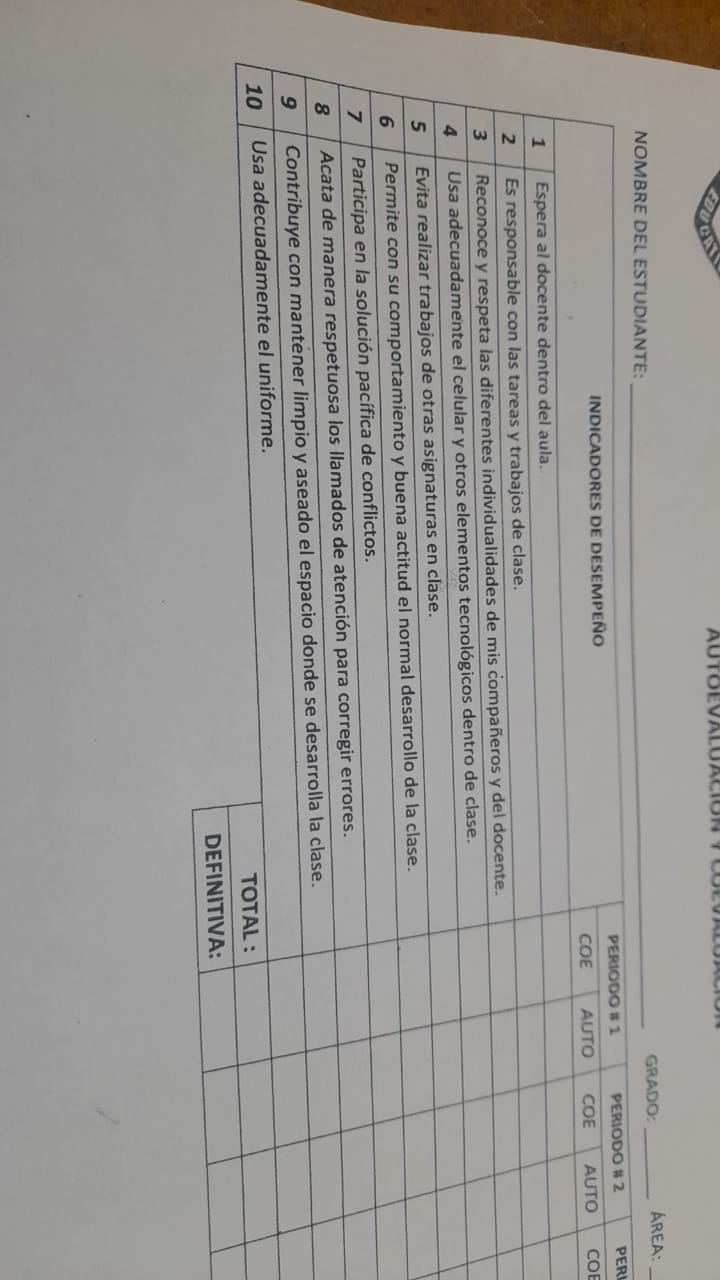 EDUCATI
AUTOEVALUACIÓN Y COEVALUACIÓN
NOMBRE DEL ESTUDIANTE: GRADO: ÁREA:
INDICADORES DE DESEMPEÑO PERIODO # 1 PERIODO # 2 PERI
COE AUTO COE AUTO COE
1 Espera al docente dentro del aula.
2 Es responsable con las tareas y trabajos de clase.
3 Reconoce y respeta las diferentes individualidades de mis compañeros y del docente.
4 Usa adecuadamente el celular y otros elementos tecnológicos dentro de clase.
5 Evita realizar trabajos de otras asignaturas en clase.
6 Permite con su comportamiento y buena actitud el normal desarrollo de la clase.
7 Participa en la solución pacífica de conflictos.
8 Acata de manera respetuosa los llamados de atención para corregir errores.
9 Contribuye con mantener limpio y aseado el espacio donde se desarrolla la clase.
10 Usa adecuadamente el uniforme.
TOTAL :
DEFINITIVA: